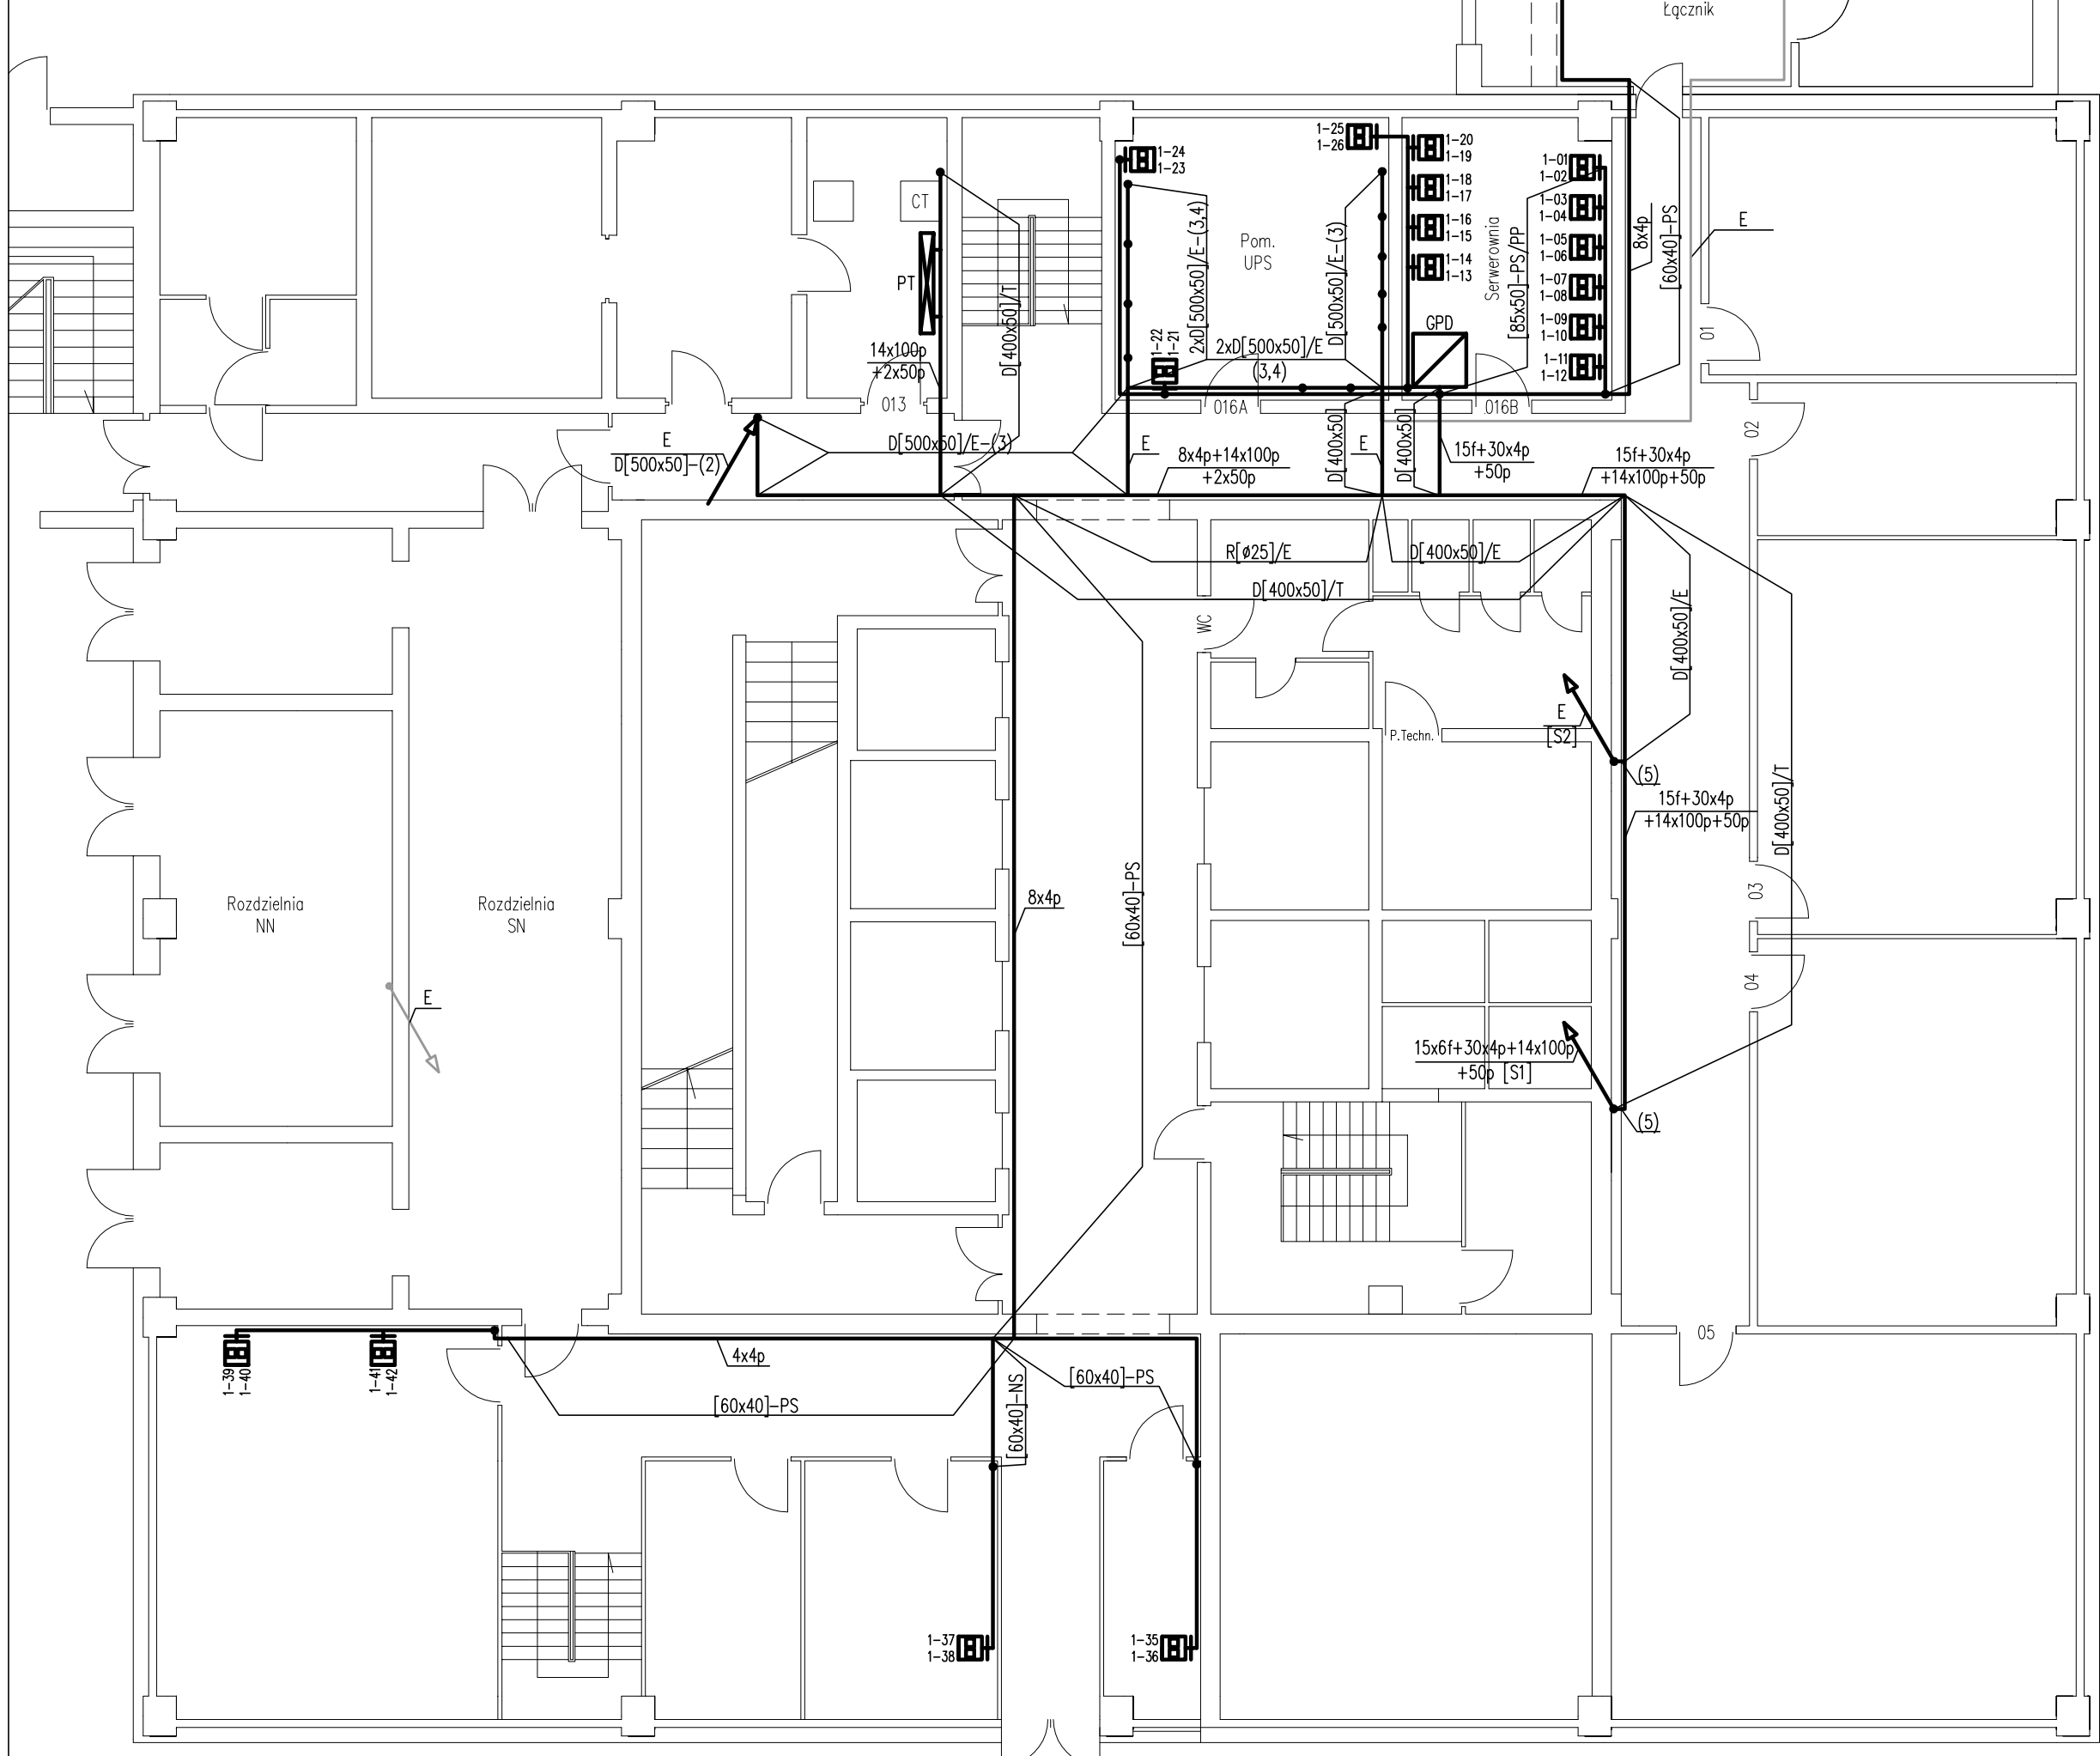 Łącznik
1-25
1-26
1-20
1-19
1-24
1-23
1-01
1-02
1-18
1-17
1-03
1-04
CT
1-16
1-15
8x4p
[60x40]-PS
E
Pom.
UPS
2xD[500x50]/E-(3,4)
D[500x50]/E-(3)
Serwerownia
[85x50]-PS/PP
1-05
1-06
1-14
1-13
1-07
1-08
PT
D[400x50]/T
1-09
1-10
GPD
01
1-22
1-21
2xD[500x50]/E
(3,4)
14x100p
+2x50p
1-11
1-12
013
016A
016B
02
E
D[500x50]-(2)
D[500x50]/E-(3)
E
8x4p+14x100p
+2x50p
D[400x50]
E
D[400x50]
15f+30x4p
+50p
15f+30x4p
+14x100p+50p
R[ø25]/E
D[400x50]/E
D[400x50]/T
WC
D[400x50]/E
E
[S2]
P.Techn.
(5)
15f+30x4p
+14x100p+50p
D[400x50]/T
Rozdzielnia
NN
Rozdzielnia
SN
8x4p
[60x40]-PS
03
04
E
15x6f+30x4p+14x100p
+50p [S1]
(5)
05
1-39
1-40
1-41
1-42
4x4p
[60x40]-PS
[60x40]-NS
[60x40]-PS
1-37
1-38
1-35
1-36